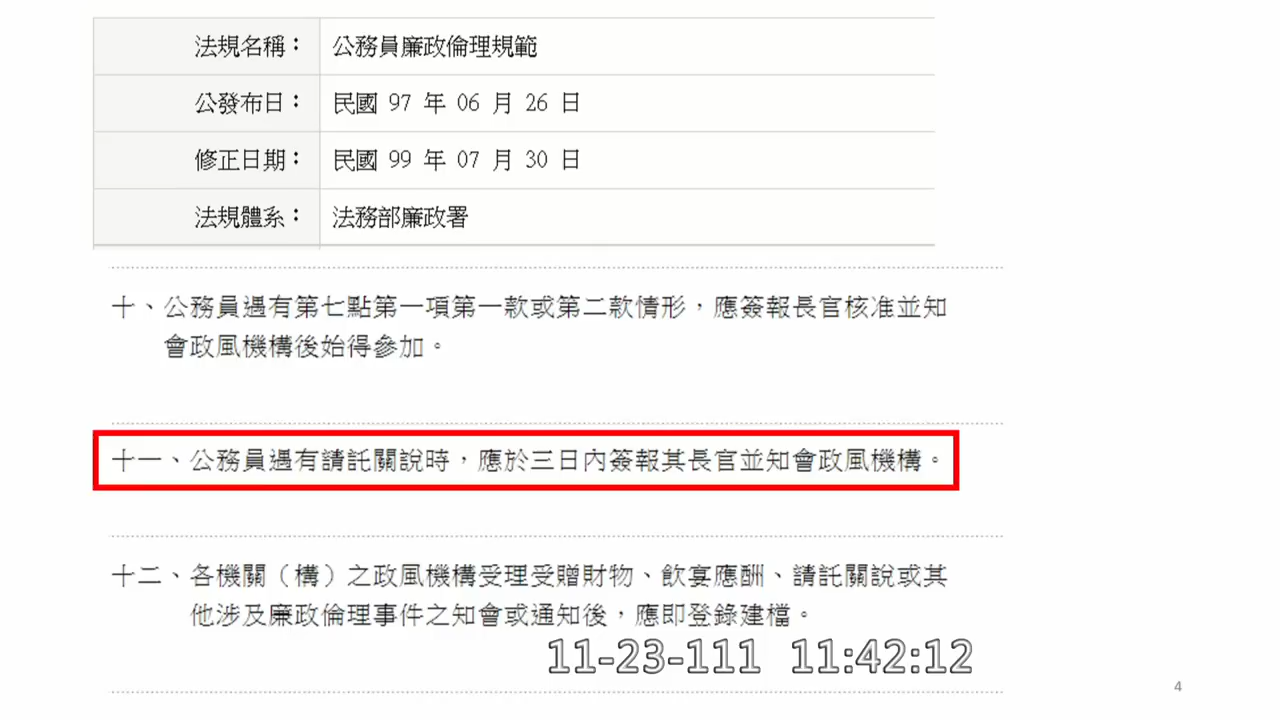 法規名稱： 公務員廉政倫理規範
公發布日： 民國 97 年 06 月 26 日
修正日期： 民國 99 年 07 月 30 日
法規體系： 法務部廉政署
十、公務員遇有第七點第一項第一款或第二款情形，應簽報長官核准並知
會政風機構後始得參加。
十一、公務員遇有請託關說時，應於三日內簽報其長官並知會政風機構。
十二、各機關（構）之政風機構受理受贈財物、飲宴應酬、請託關說或其
他涉及廉政倫理事件之知會或通知後，應即登錄建檔。
11-23-111 11:42:12
4